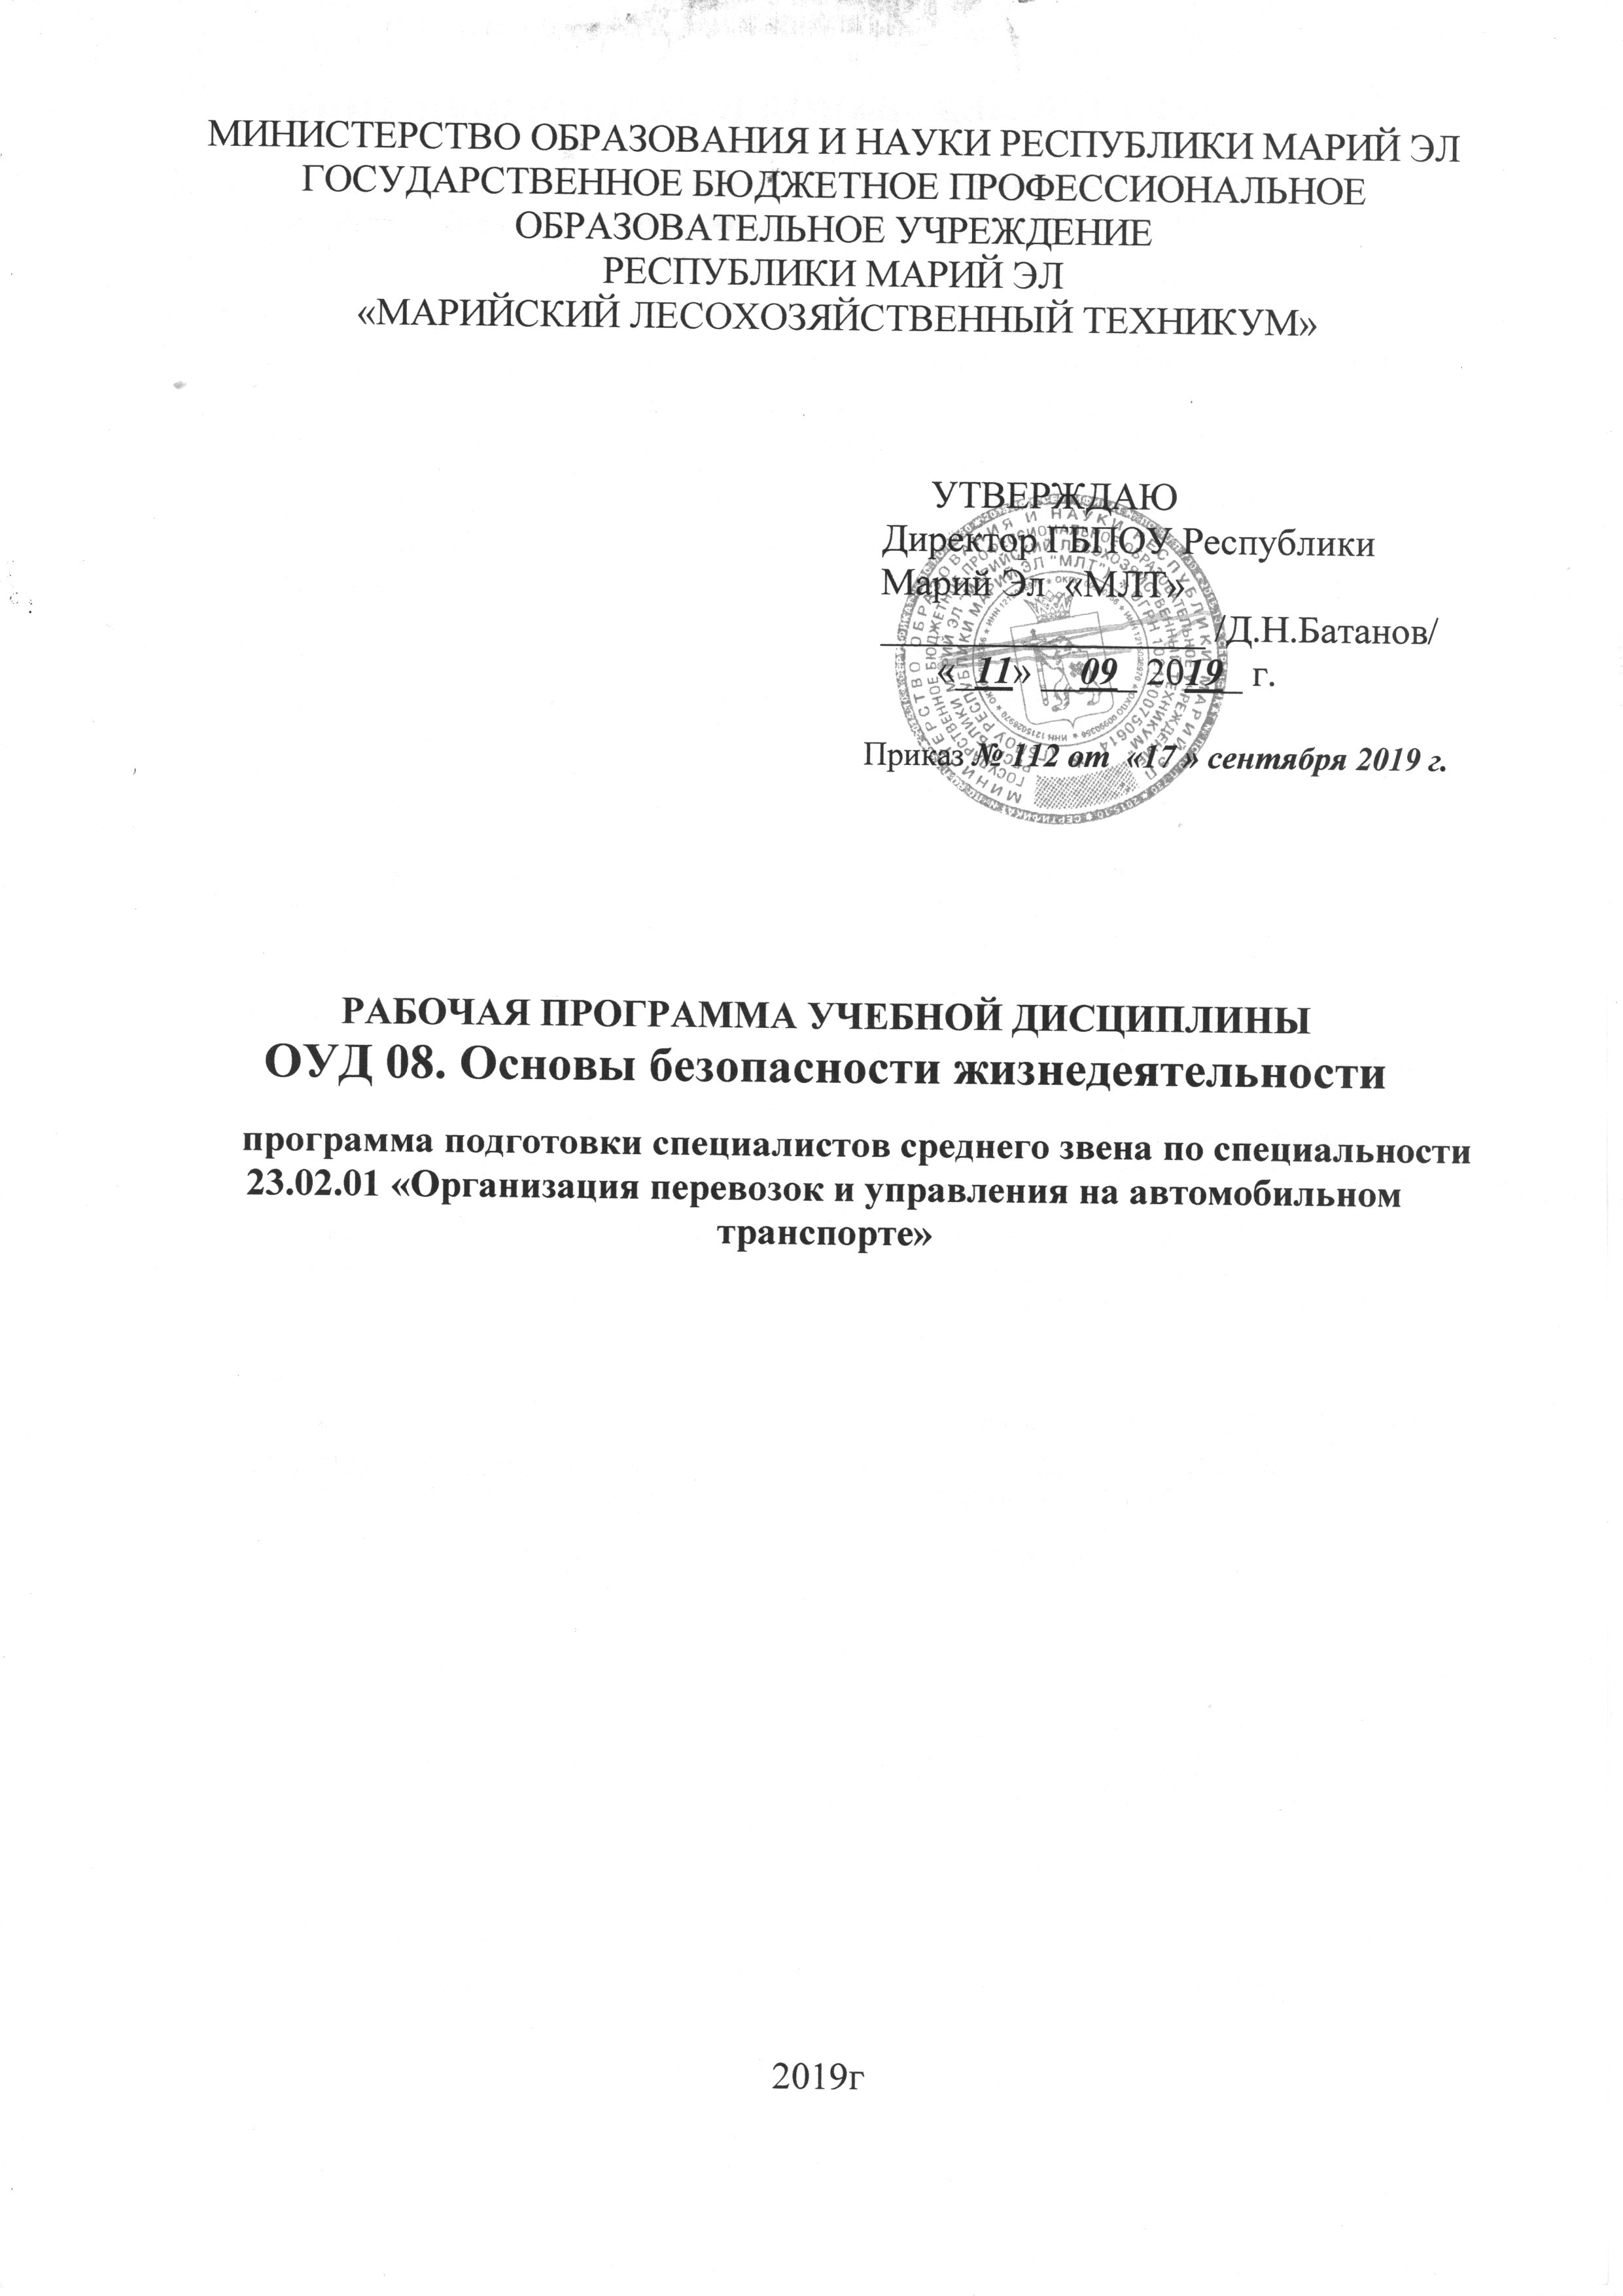 МИНИСТЕРСТВО ОБРАЗОВАНИЯ И НАУКИ РЕСПУБЛИКИ МАРИЙ ЭЛ
ГОСУДАРСТВЕННОЕ БЮДЖЕТНОЕ ПРОФЕССИОНАЛЬНОЕ
ОБРАЗОВАТЕЛЬНОЕ УЧРЕЖДЕНИЕ
РЕСПУБЛИКИ МАРИЙ ЭЛ
«МАРИЙСКИЙ ЛЕСОХОЗЯЙСТВЕННЫЙ ТЕХНИКУМ»
УТВЕРЖДАЮ
Директор ГБПОУ Республики
Марий Эл «МЛТ»
/Д.Н.Батанов/
« 11» 09 2019 г.
Приказ № 112 от «17 » сентября 2019 г.
РАБОЧАЯ ПРОГРАММА УЧЕБНОЙ ДИСЦИПЛИНЫ
ОУД 08. Основы безопасности жизнедеятельности
программа подготовки специалистов среднего звена по специальности
23.02.01 «Организация перевозок и управления на автомобильном
транспорте»
2019г